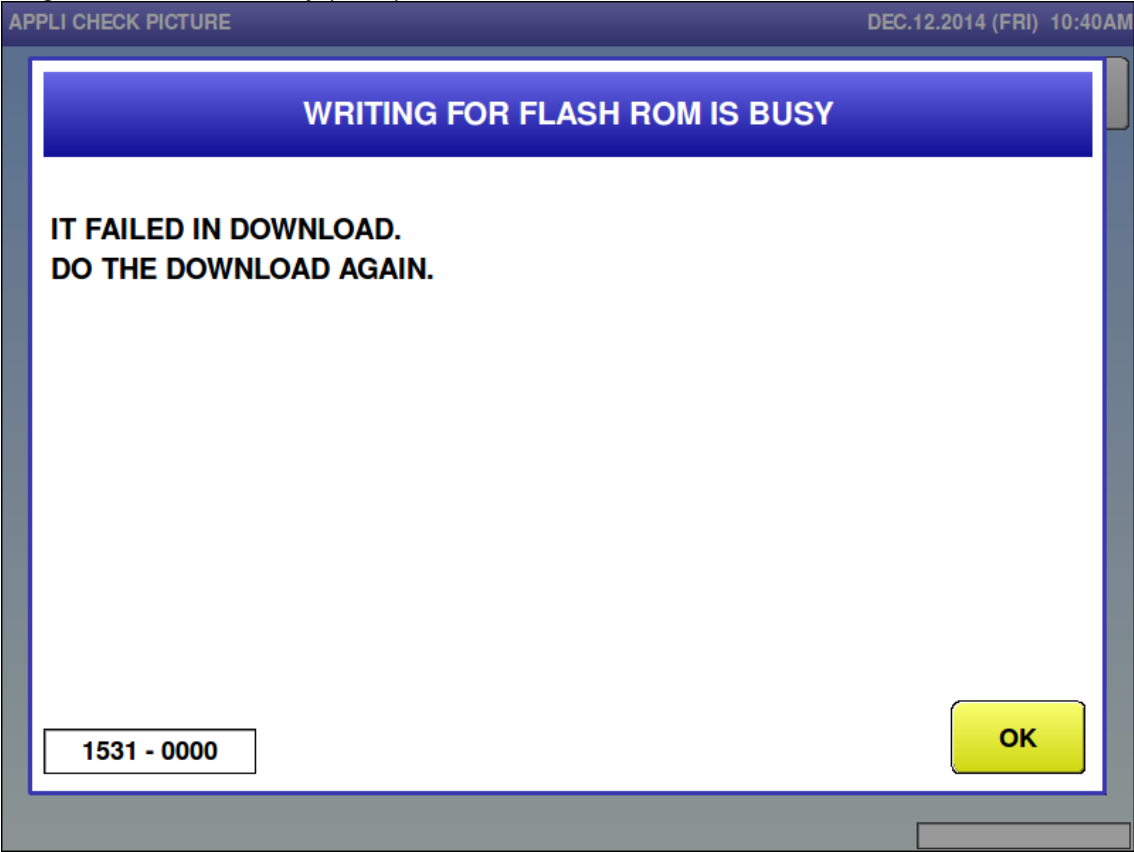 APPLI CHECK PICTURE DEC.12.2014 (FRI) 10:40AM
WRITING FOR FLASH ROM IS BUSY
IT FAILED IN DOWNLOAD.
DO THE DOWNLOAD AGAIN.
1531 - 0000
OK